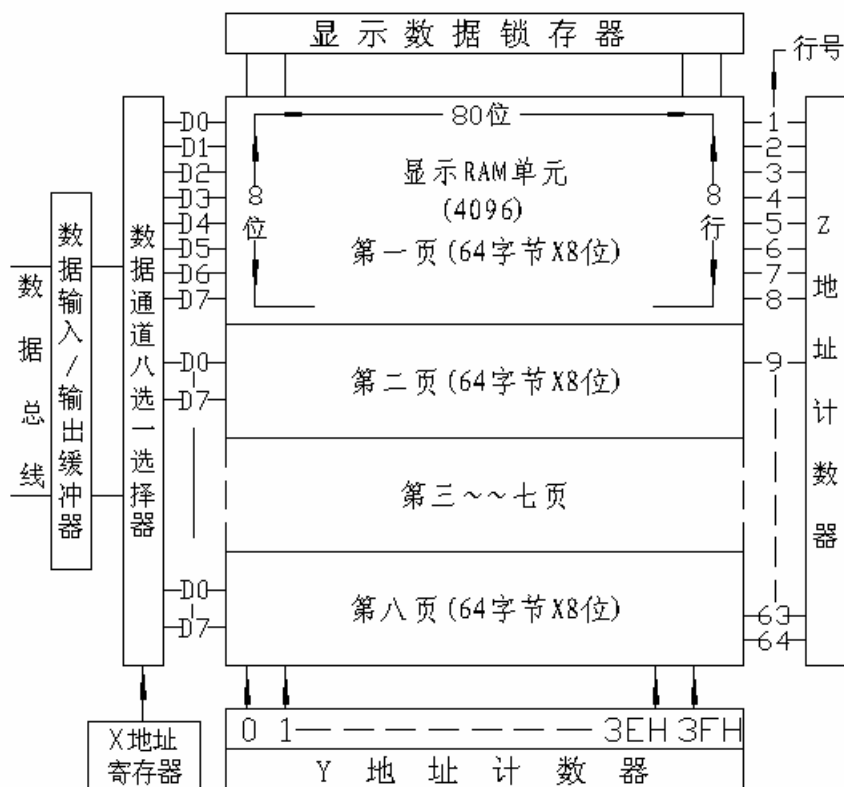 显示数据锁存器
行号
80位
8位
8行
显示RAM单元
(4096)
第一页(64字节X8位)
第二页(64字节X8位)
第三～～七页
第八页(64字节X8位)
D0
D1
D2
D3
D4
D5
D6
D7
D0
D7
D0
D7
1
2
3
4
5
6
7
8
9
63
64
数据总线
数据输入/输出缓冲器
数据通道八选一选择器
Z地址计数器
X地址
寄存器
0 1 3EH 3FH
Y地址计数器